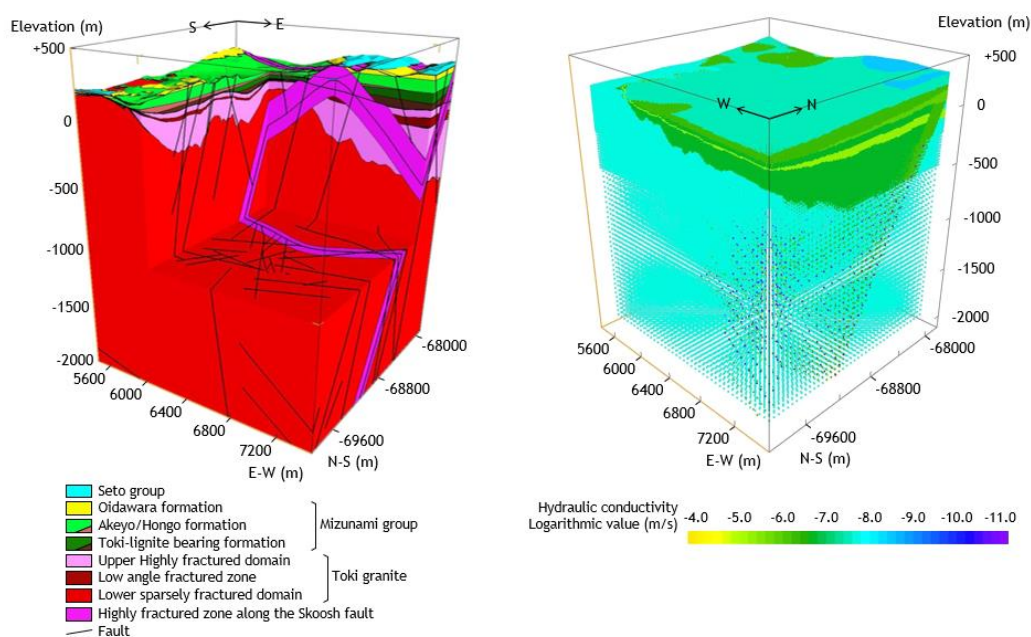 Elevation (m)
+500
0
-500
-1000
-1500
-2000
S
E
5600
6000
6400
6800
7200
E-W (m)
-68000
-68800
-69600
N-S (m)
Seto group
Oidawara formation
Akeyo/Hongo formation
Toki-lignite bearing formation
Mizunami group
Upper Highly fractured domain
Low angle fractured zone
Lower sparsely fractured domain
Toki granite
Highly fractured zone along the Skoosh fault
Fault
Elevation (m)
+500
0
-500
-1000
-1500
-2000
W
N
5600
6000
6400
6800
7200
E-W (m)
-68000
-68800
-69600
N-S (m)
Hydraulic conductivity
Logarithmic value (m/s)
-4.0 -5.0 -6.0 -7.0 -8.0 -9.0 -10.0 -11.0